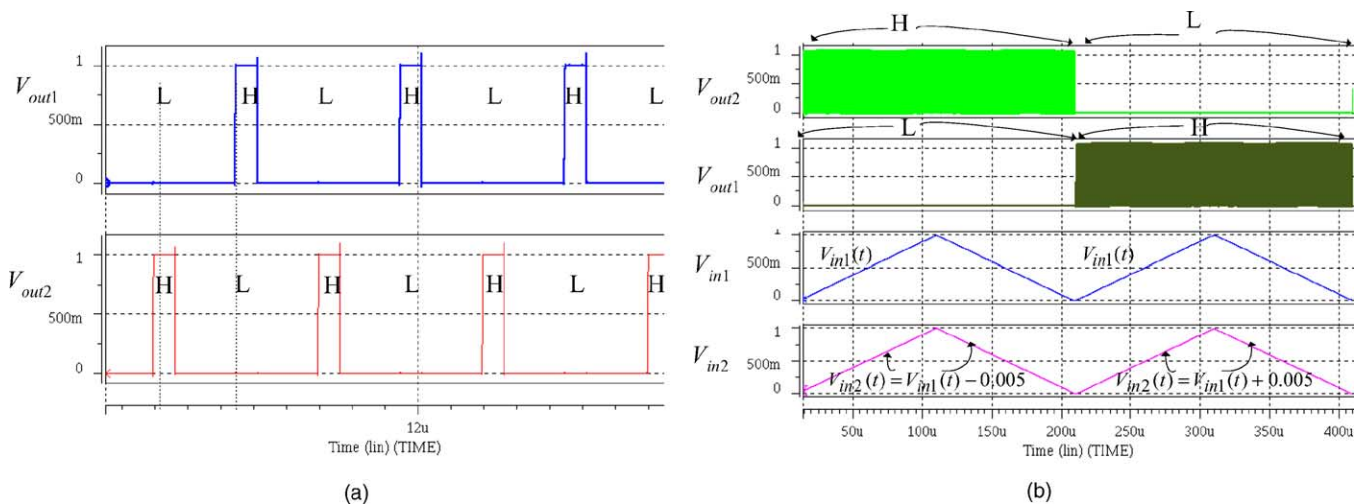 1
V_out1
500m
0
L H L H L H L
1
V_out2
500m
0
H L H L H L H
12u
Time (lin) (TIME)
(a)
(b)
H L
1
500m
V_out2
0
L H
1
500m
V_out1
0
1
V_in1(t) V_in1(t)
500m
V_in1
0
1
500m
V_in2
V_in2(t)=V_in1(t)−0.005 V_in2(t)=V_in1(t)+0.005
0
50u 100u 150u 200u 250u 300u 350u 400u
Time (lin) (TIME)
(b)